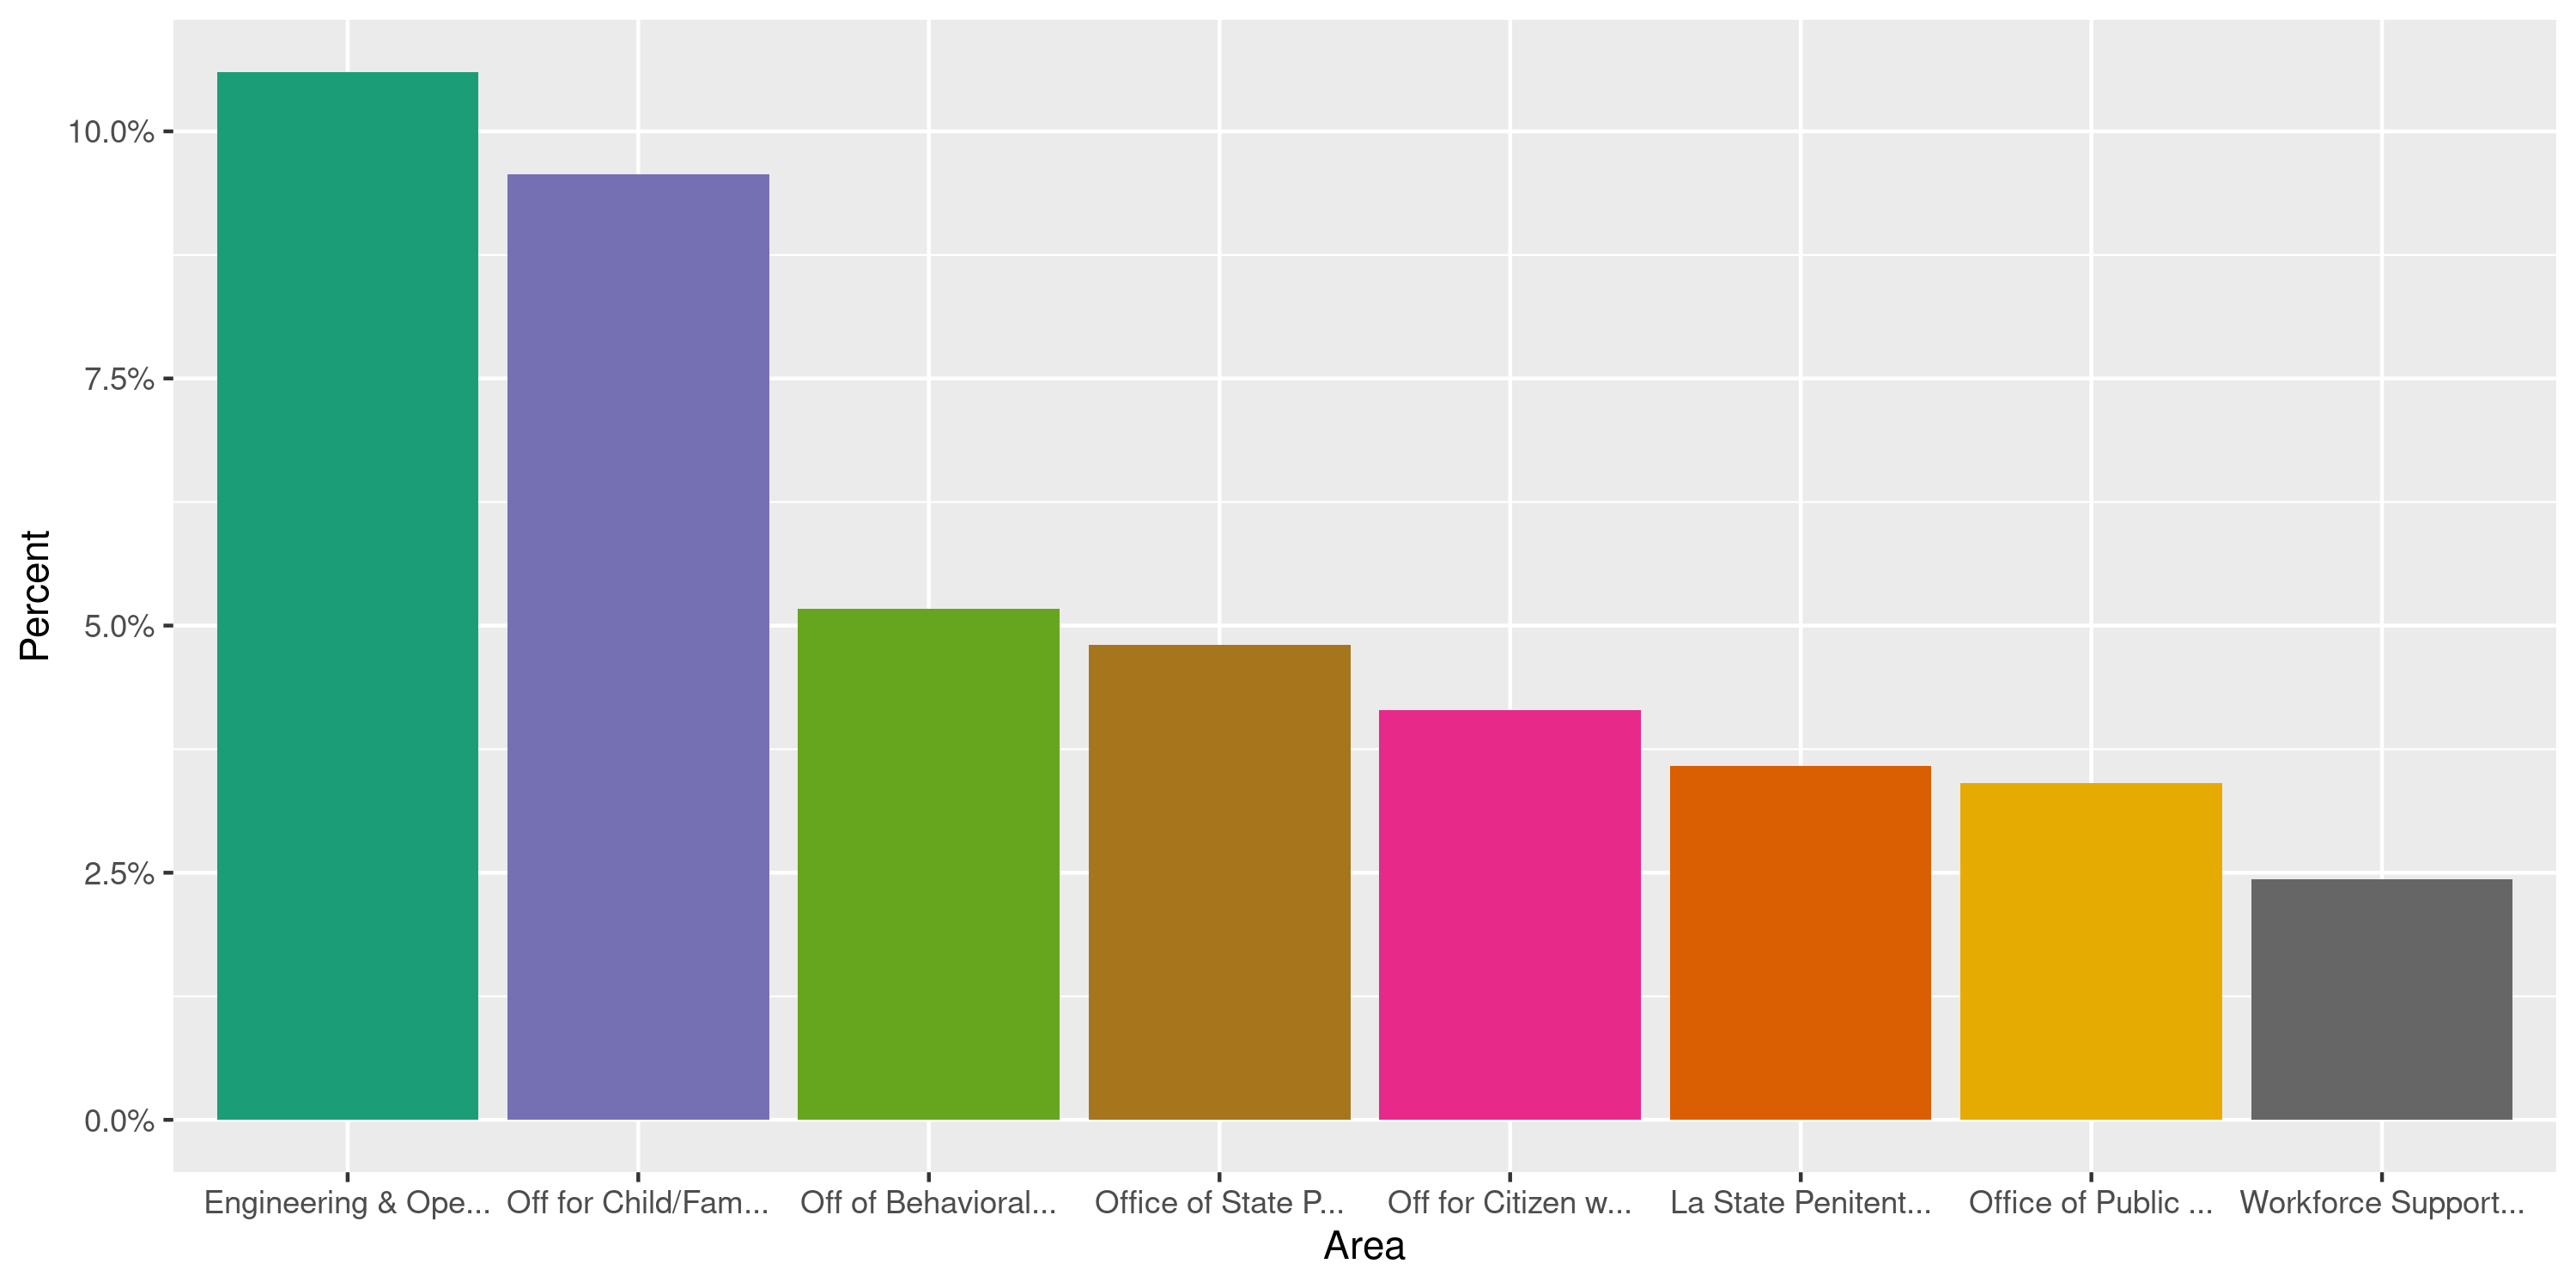 Percent
10.0%
7.5%
5.0%
2.5%
0.0%
Engineering & Ope... Off for Child/Fam... Off of Behavioral... Office of State P... Off for Citizen w... La State Penitent... Office of Public ... Workforce Support...
Area